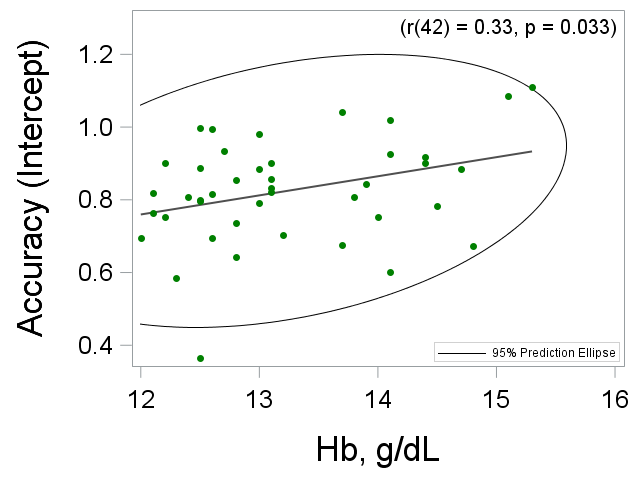 (r(42) = 0.33, p = 0.033)
Accuracy (Intercept)
1.2
1.0
0.8
0.6
0.4
95% Prediction Ellipse
12 13 14 15 16
Hb, g/dL